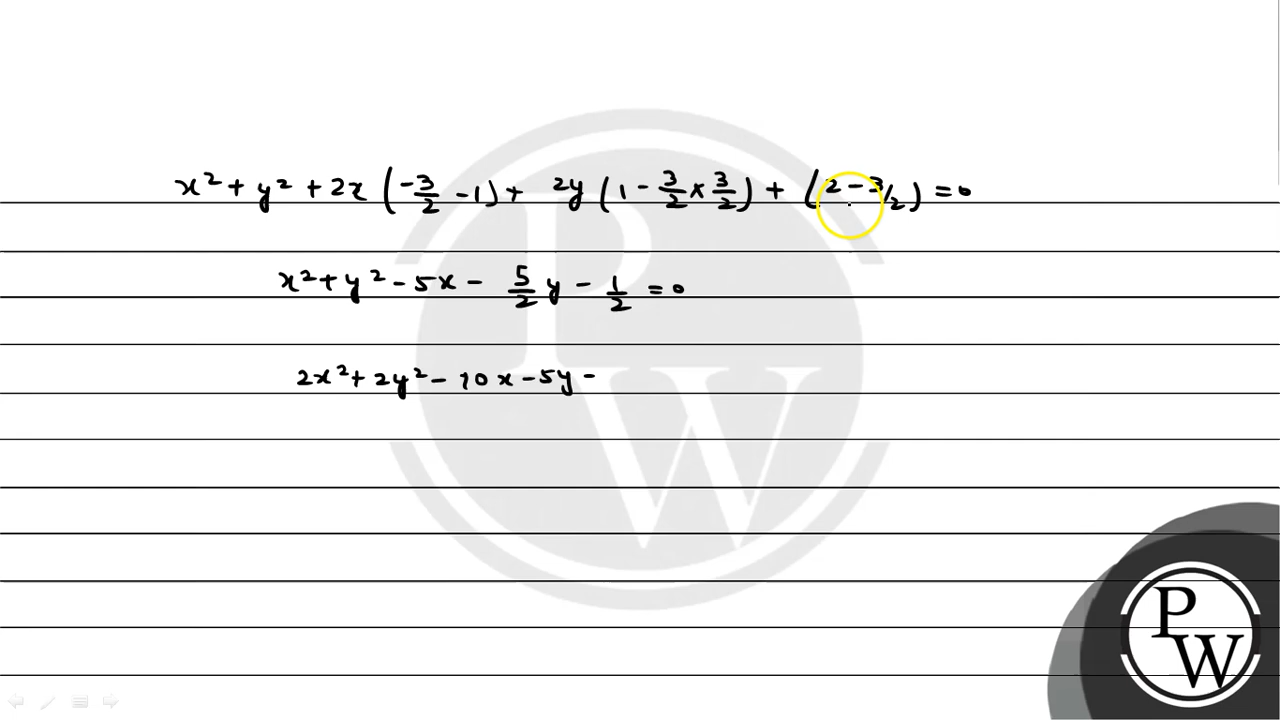 x² + y² + 2x (-3/2 - 1) + 2y (1 - 3/2 × 3/2) + (2 - 3/2) = 0
x² + y² - 5x - 5/2 y - 1/2 = 0
2x² + 2y² - 10x - 5y -
PW
PW